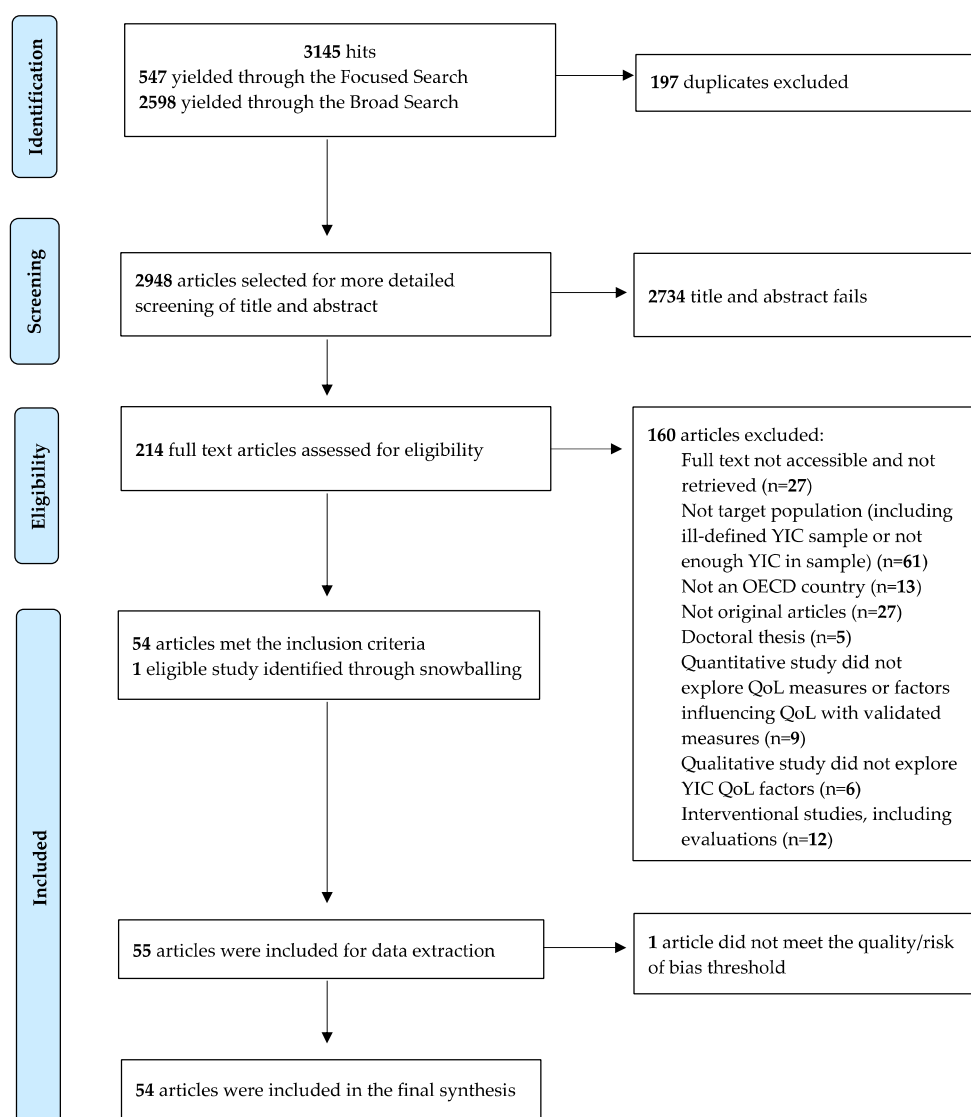 Identification
3145 hits
547 yielded through the Focused Search
2598 yielded through the Broad Search
197 duplicates excluded
Screening
2948 articles selected for more detailed
screening of title and abstract
2734 title and abstract fails
Eligibility
214 full text articles assessed for eligibility
160 articles excluded:
Full text not accessible and not
retrieved (n=27)
Not target population (including
ill-defined YIC sample or not
enough YIC in sample) (n=61)
Not an OECD country (n=13)
Not original articles (n=27)
Doctoral thesis (n=5)
Quantitative study did not
explore QoL measures or factors
influencing QoL with validated
measures (n=9)
Qualitative study did not explore
YIC QoL factors (n=6)
Interventional studies, including
evaluations (n=12)
Included
54 articles met the inclusion criteria
1 eligible study identified through snowballing
55 articles were included for data extraction
1 article did not meet the quality/risk
of bias threshold
54 articles were included in the final synthesis